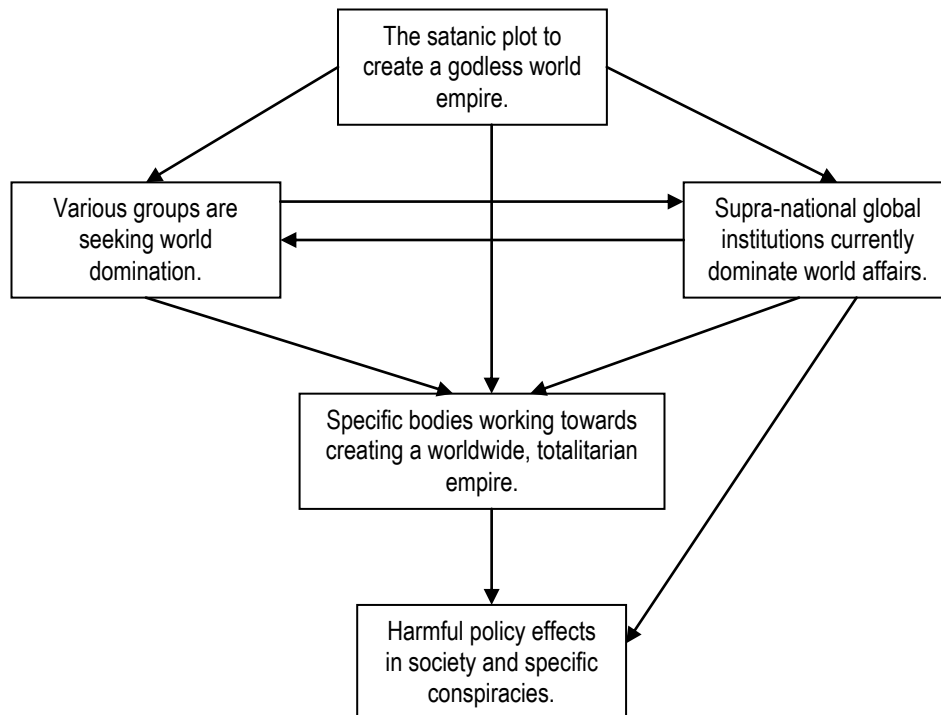 The satanic plot to
create a godless world
empire.
Various groups are
seeking world
domination.
Supra-national global
institutions currently
dominate world affairs.
Specific bodies working towards
creating a worldwide, totalitarian
empire.
Harmful policy effects
in society and specific
conspiracies.